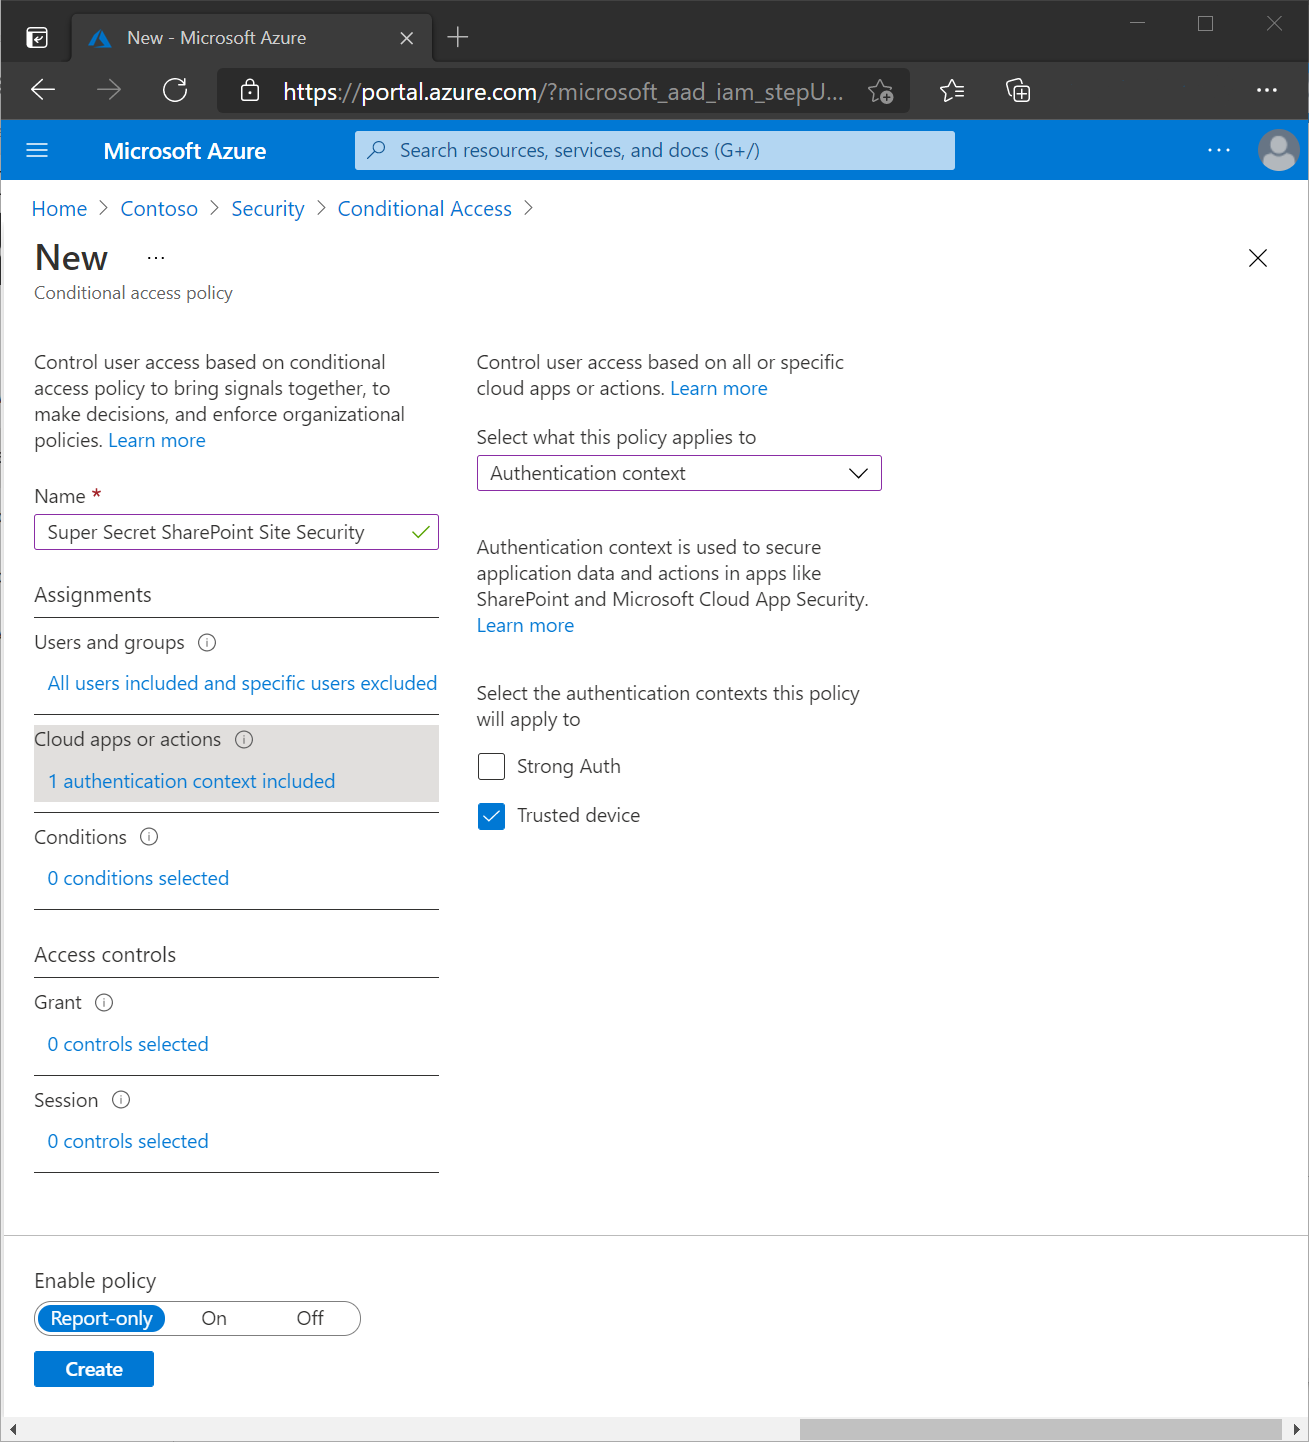 New - Microsoft Azure
https://portal.azure.com/?microsoft_aad_iam_stepU...
Microsoft Azure
Search resources, services, and docs (G+/)
Home > Contoso > Security > Conditional Access >
New ...
Conditional access policy
Control user access based on conditional
access policy to bring signals together, to
make decisions, and enforce organizational
policies. Learn more
Name *
Super Secret SharePoint Site Security
Assignments
Users and groups
All users included and specific users excluded
Cloud apps or actions
1 authentication context included
Conditions
0 conditions selected
Access controls
Grant
0 controls selected
Session
0 controls selected
Control user access based on all or specific
cloud apps or actions. Learn more
Select what this policy applies to
Authentication context
Authentication context is used to secure
application data and actions in apps like
SharePoint and Microsoft Cloud App Security.
Learn more
Select the authentication contexts this policy
will apply to
Strong Auth
Trusted device
Enable policy
Report-only On Off
Create